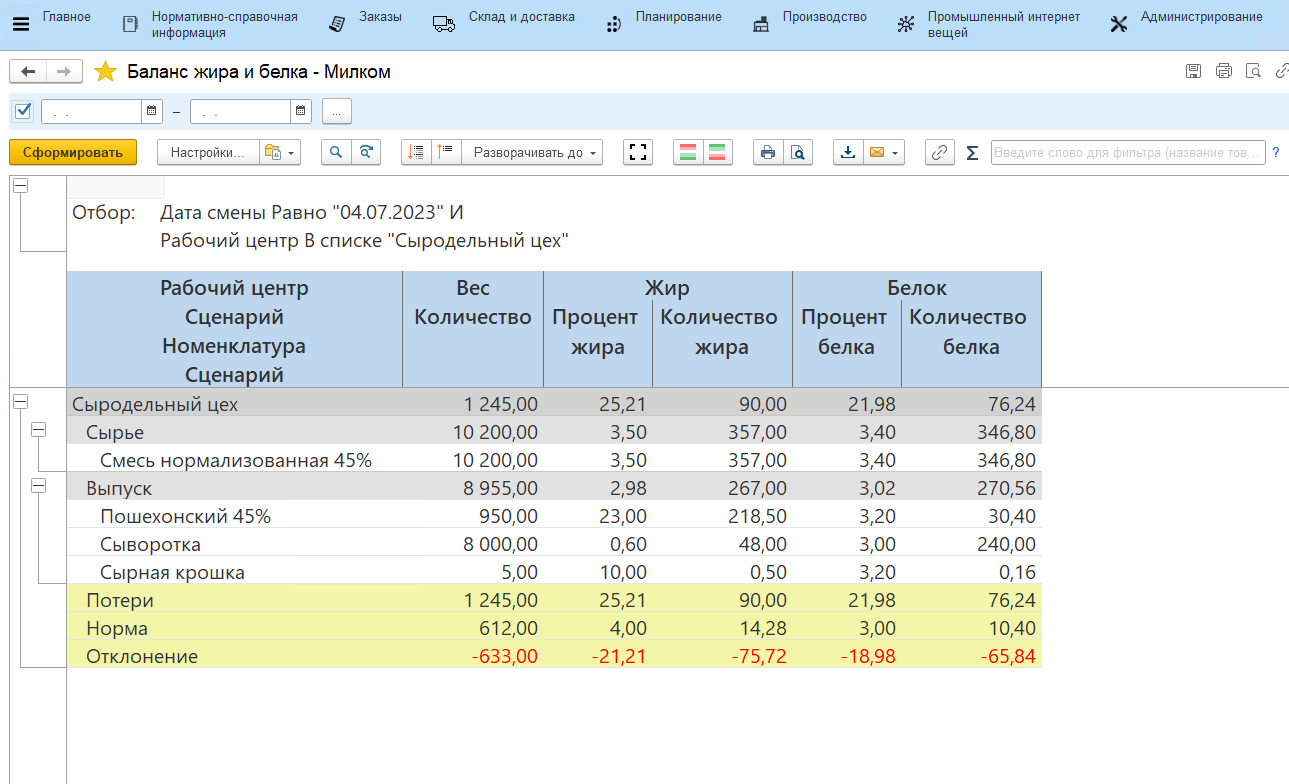 Главное
Нормативно-справочная
информация
Заказы
Склад и доставка
Планирование
Производство
Промышленный интернет
вещей
Администрирование
Баланс жира и белка - Милком
. . – . . ...
Сформировать Настройки... Разворачивать до Σ Введите слово для фильтра (название тов... ?
Отбор: Дата смены Равно "04.07.2023" И
Рабочий центр В списке "Сыродельный цех"
Рабочий центр Вес Жир Белок
Сценарий Количество Процент Количество Процент Количество
Номенклатура жира жира белка белка
Сценарий
Сыродельный цех 1 245,00 25,21 90,00 21,98 76,24
Сырье 10 200,00 3,50 357,00 3,40 346,80
Смесь нормализованная 45% 10 200,00 3,50 357,00 3,40 346,80
Выпуск 8 955,00 2,98 267,00 3,02 270,56
Пошехонский 45% 950,00 23,00 218,50 3,20 30,40
Сыворотка 8 000,00 0,60 48,00 3,00 240,00
Сырная крошка 5,00 10,00 0,50 3,20 0,16
Потери 1 245,00 25,21 90,00 21,98 76,24
Норма 612,00 4,00 14,28 3,00 10,40
Отклонение -633,00 -21,21 -75,72 -18,98 -65,84